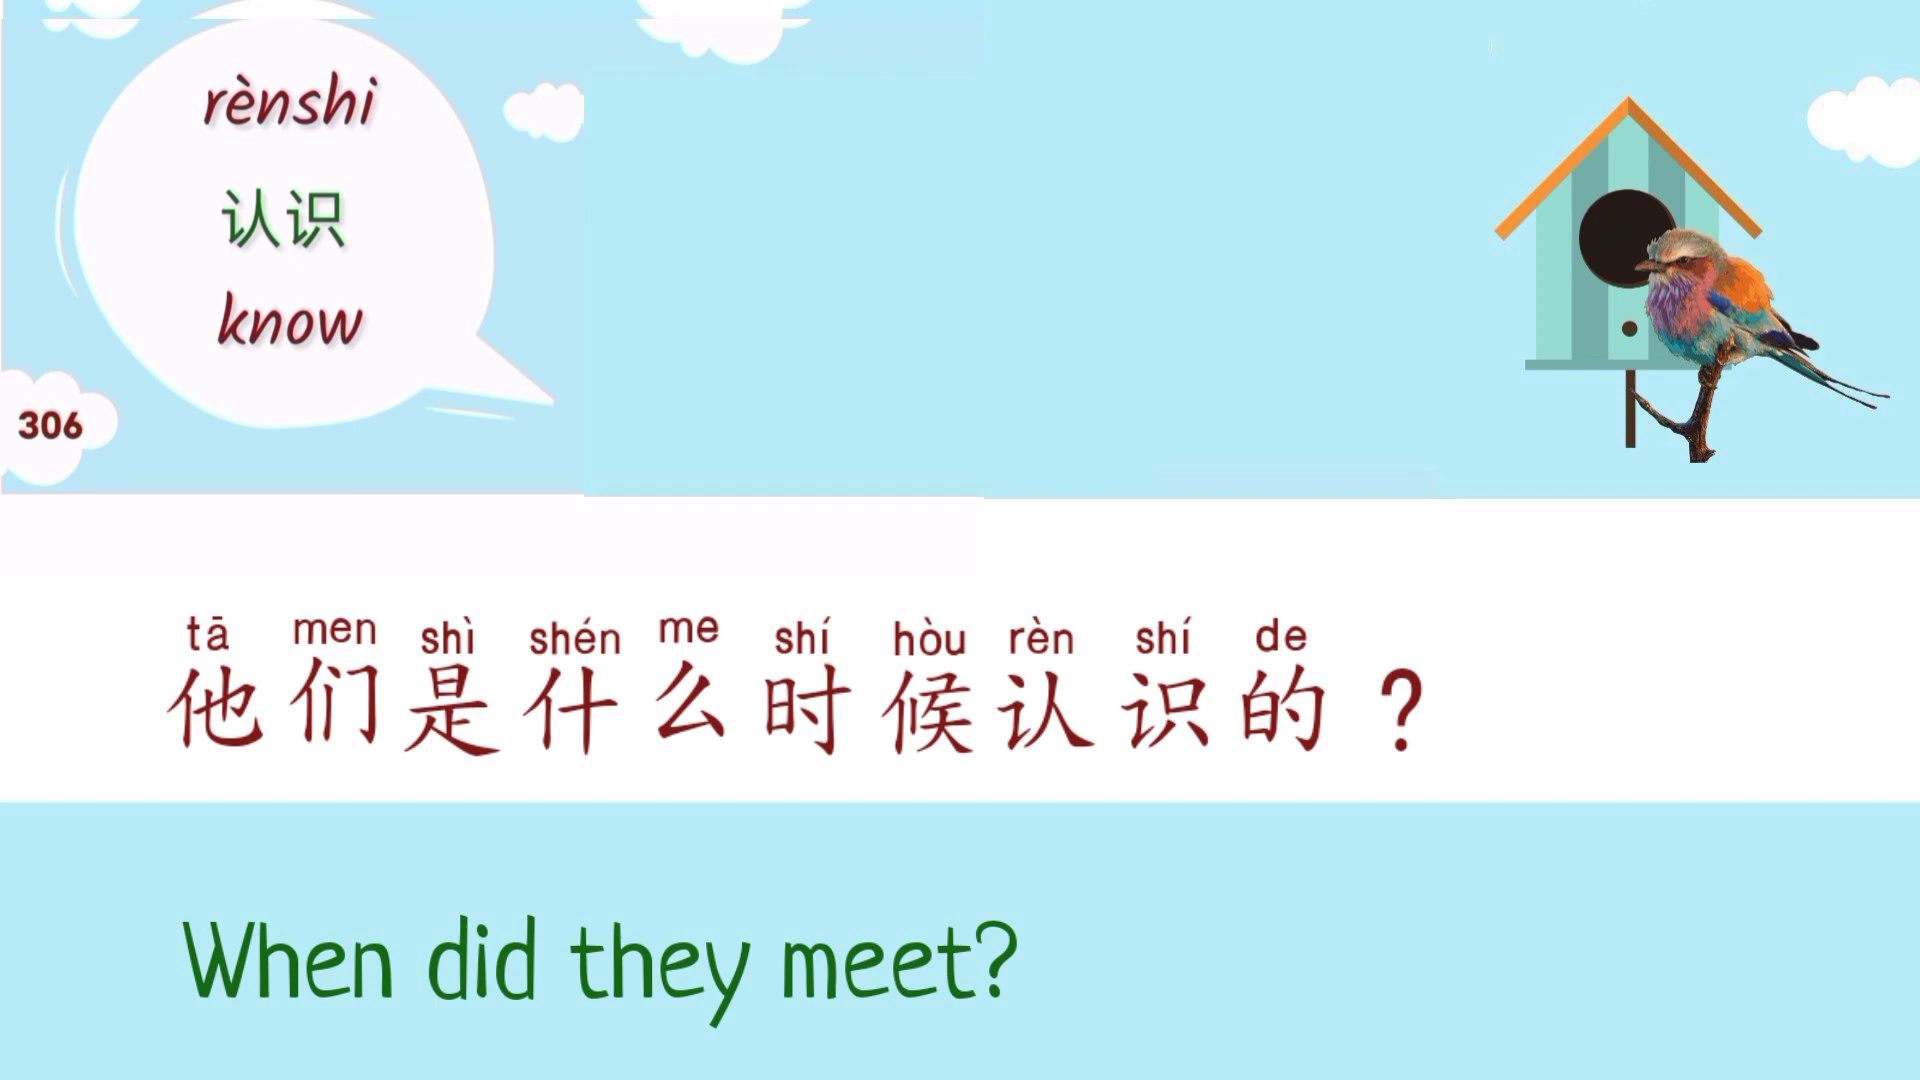 rènshi
认识
know
306
tā men shì shén me shí hòu rèn shí de
他们是什么时候认识的？
When did they meet?